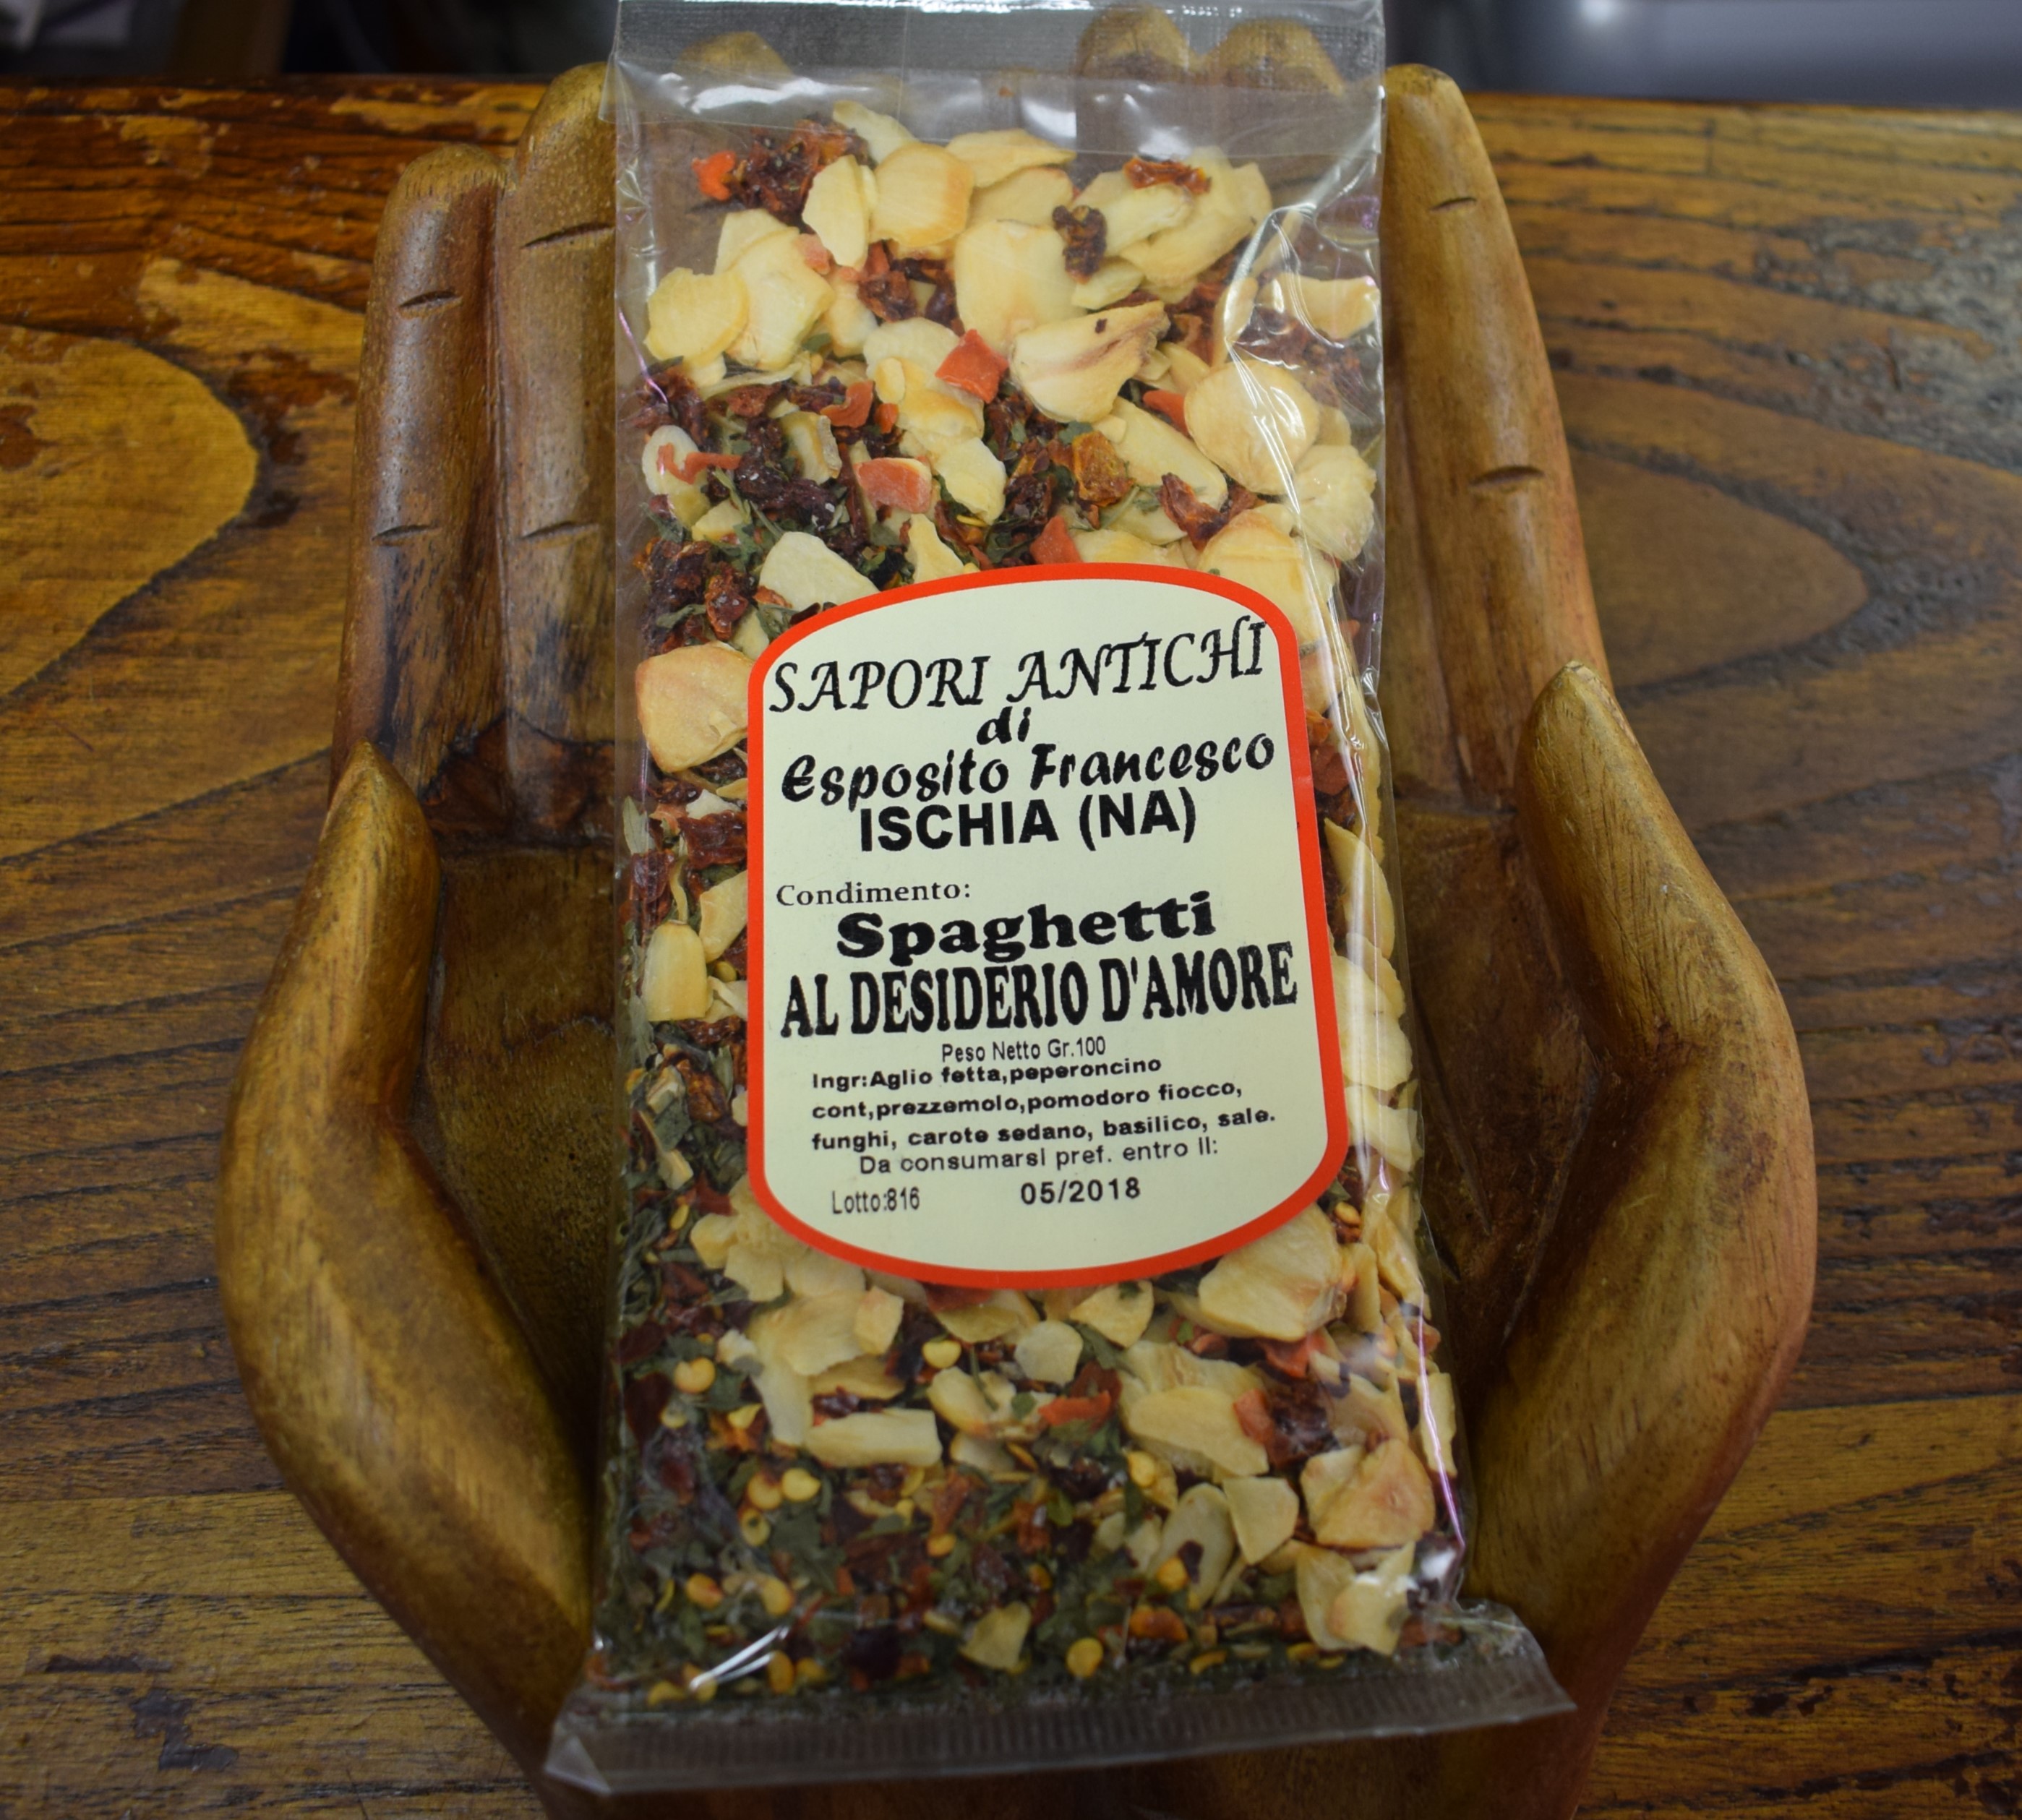 SAPORI ANTICHI
di
Esposito Francesco
ISCHIA (NA)
Condimento:
Spaghetti
AL DESIDERIO D'AMORE
Peso Netto Gr.100
Ingr:Aglio fetta,peperoncino
cont,prezzemolo,pomodoro fiocco,
funghi, carote sedano, basilico, sale.
Da consumarsi pref. entro il:
Lotto:816 05/2018